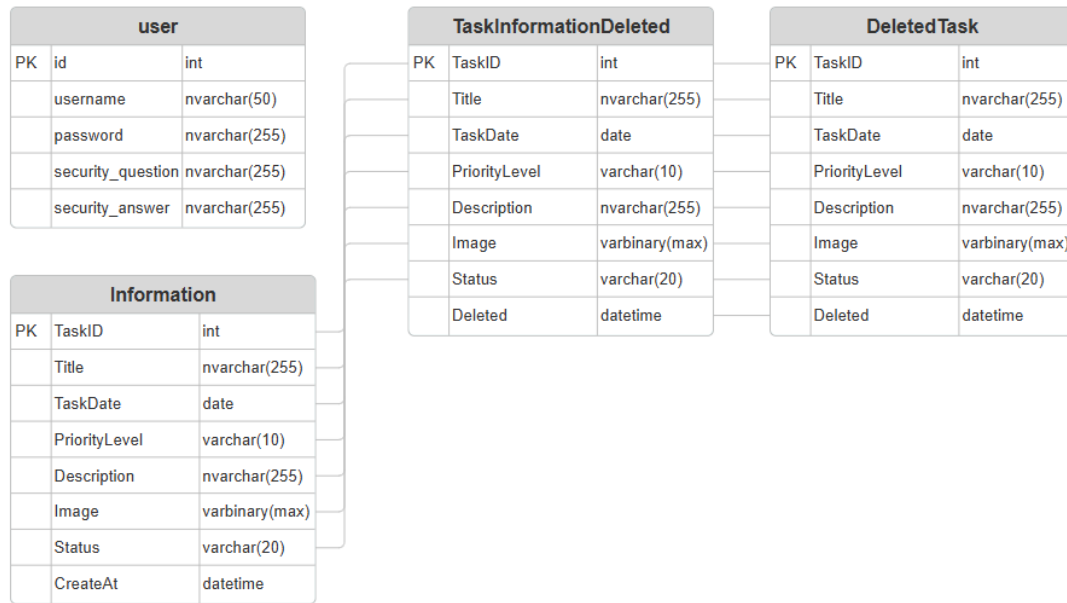 user
PK id int
username nvarchar(50)
password nvarchar(255)
security_question nvarchar(255)
security_answer nvarchar(255)
Information
PK TaskID int
Title nvarchar(255)
TaskDate date
PriorityLevel varchar(10)
Description nvarchar(255)
Image varbinary(max)
Status varchar(20)
CreateAt datetime
TaskInformationDeleted
PK TaskID int
Title nvarchar(255)
TaskDate date
PriorityLevel varchar(10)
Description nvarchar(255)
Image varbinary(max)
Status varchar(20)
Deleted datetime
DeletedTask
PK TaskID int
Title nvarchar(255)
TaskDate date
PriorityLevel varchar(10)
Description nvarchar(255)
Image varbinary(max)
Status varchar(20)
Deleted datetime